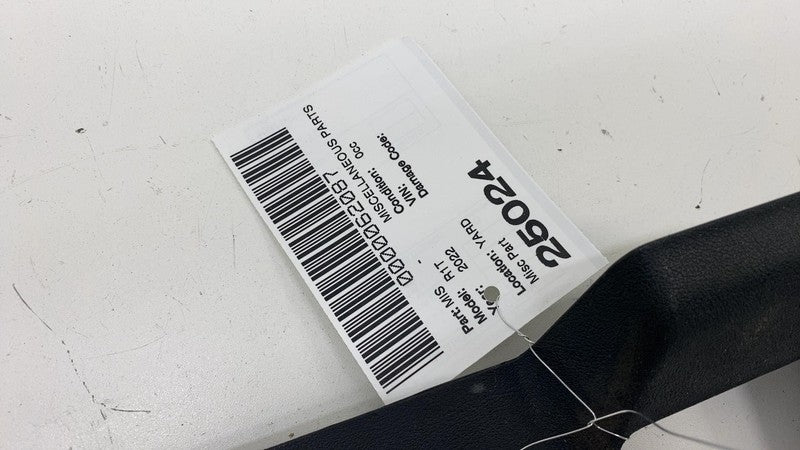 25024
Misc Part
Location: YARD
Year: 2022
Model: R1T
Part: MIS
Damage Code:
VIN:
Condition: 0cc
MISCELLANEOUS PARTS
0000062087